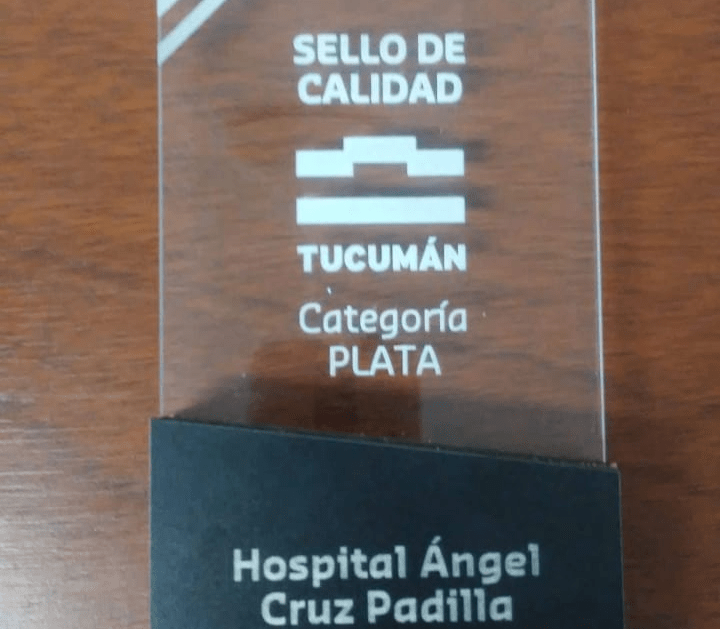 SELLO DE
CALIDAD
TUCUMÁN
Categoría
PLATA
Hospital Ángel
Cruz Padilla